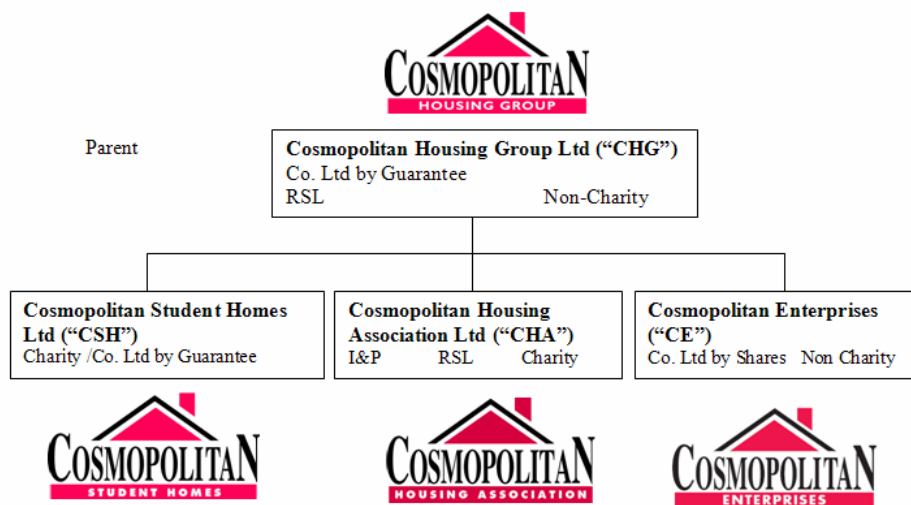 COSMOPOLITAN
HOUSING GROUP
Parent
Cosmopolitan Housing Group Ltd (“CHG”)
Co. Ltd by Guarantee
RSL Non-Charity
Cosmopolitan Student Homes
Ltd (“CSH”)
Charity /Co. Ltd by Guarantee
Cosmopolitan Housing
Association Ltd (“CHA”)
I&P RSL Charity
Cosmopolitan Enterprises
(“CE”)
Co. Ltd by Shares Non Charity
COSMOPOLITAN
STUDENT HOMES
COSMOPOLITAN
HOUSING ASSOCIATION
COSMOPOLITAN
ENTERPRISES